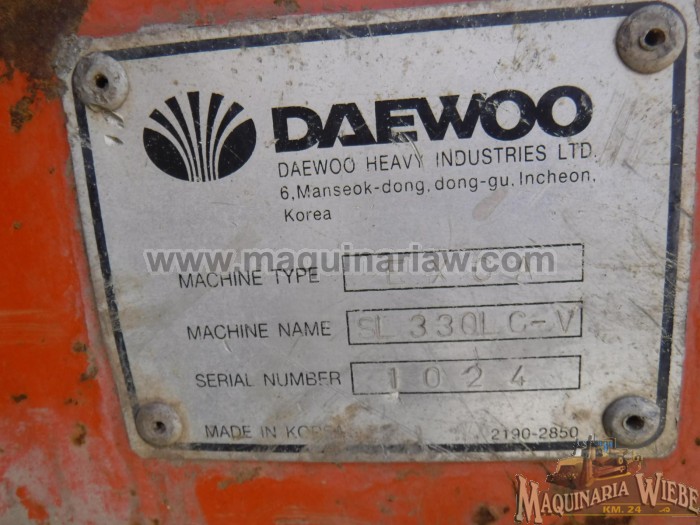 DAEWOO
DAEWOO HEAVY INDUSTRIES LTD.
6, Manseok-dong, dong-gu, Incheon,
Korea
www.maquinariaw.com
MACHINE TYPE
MACHINE NAME SL 330LC-V
SERIAL NUMBER 1024
MADE IN 2190-2850
MAQUINARIA WIEBE
KM. 24